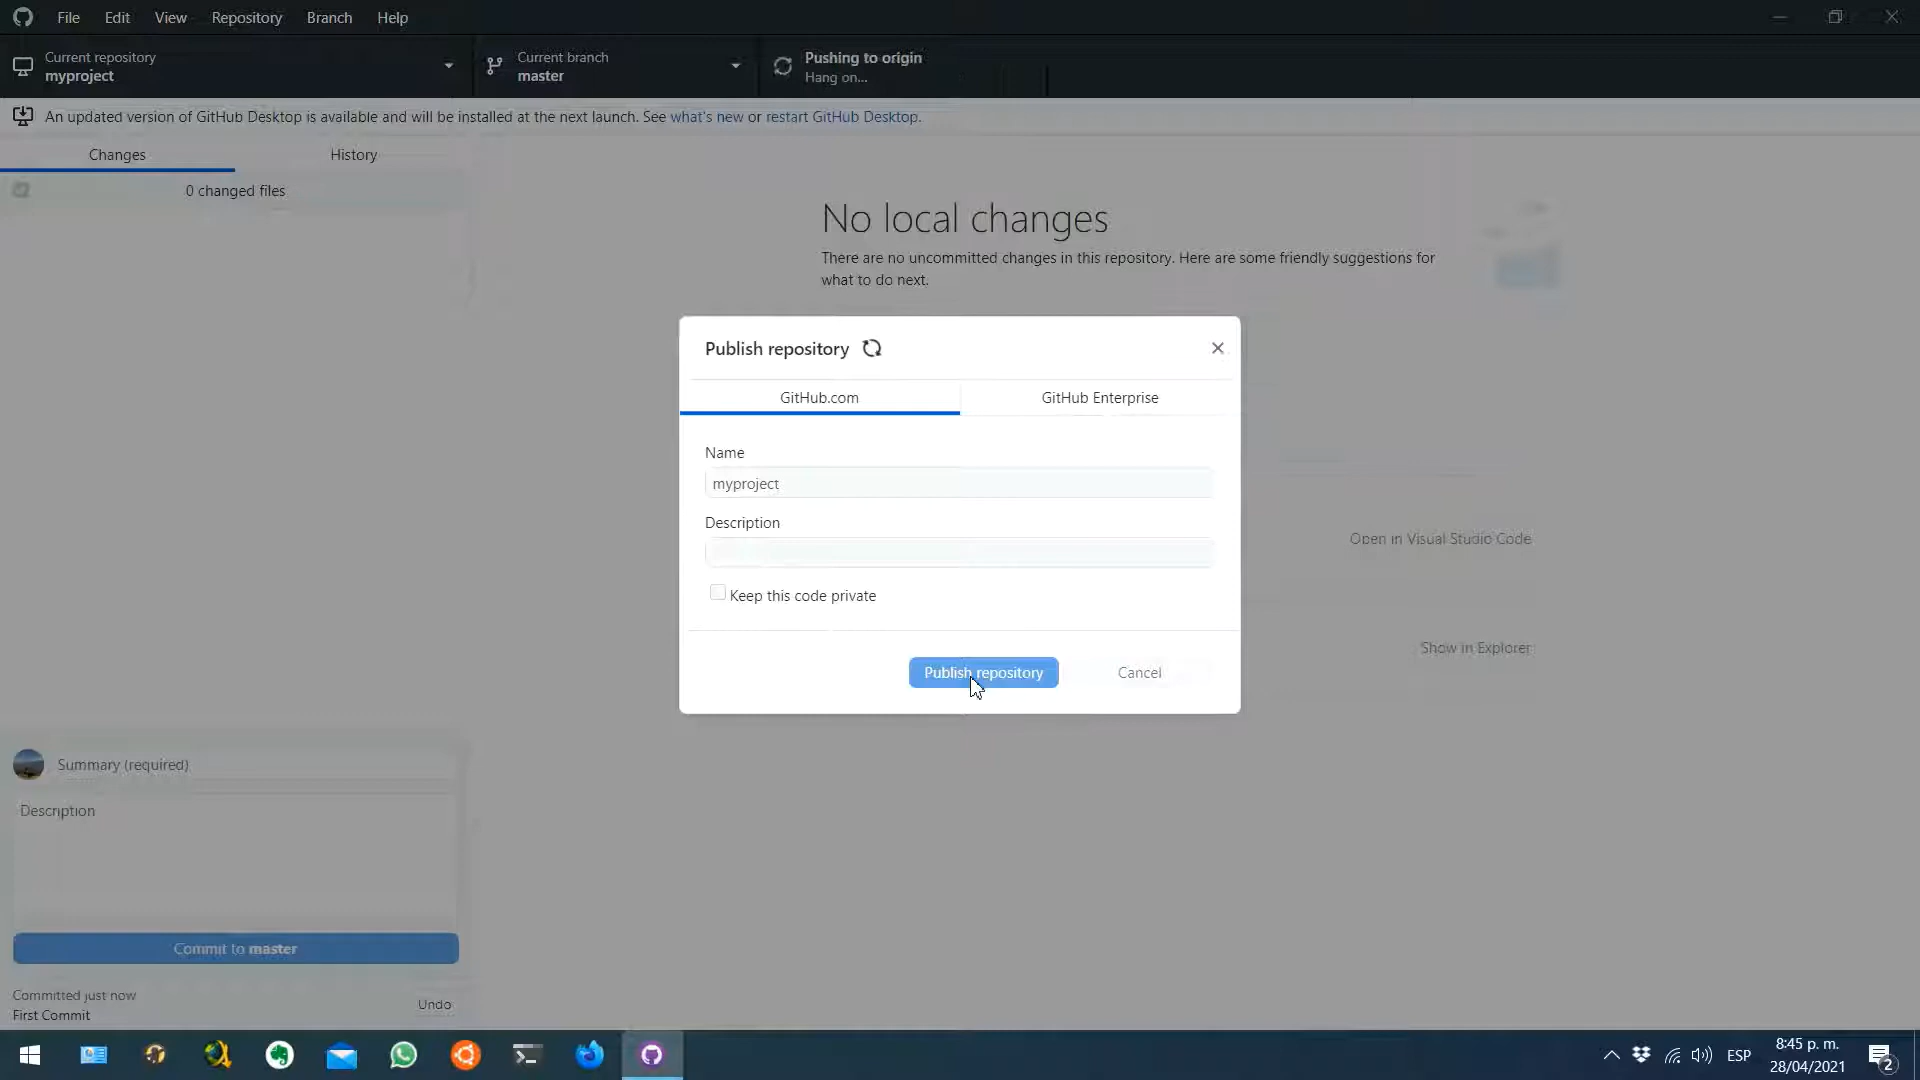 File Edit View Repository Branch Help
Current repository
myproject
Current branch
master
Pushing to origin
Hang on...
An updated version of GitHub Desktop is available and will be installed at the next launch. See what's new or restart GitHub Desktop.
Changes History
0 changed files
No local changes
There are no uncommitted changes in this repository. Here are some friendly suggestions for
what to do next.
Publish repository
GitHub.com GitHub Enterprise
Name
myproject
Description
Keep this code private
Publish repository Cancel
Open in Visual Studio Code
Show in Explorer
Summary (required)
Description
Commit to master
Committed just now
First Commit
Undo
ESP
8:45 p. m.
28/04/2021
2